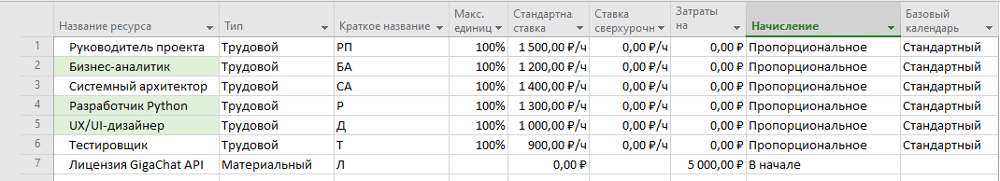 Название ресурса Тип Краткое название Макс. единиц Стандартна ставка Ставка сверхурочн Затраты на Начисление Базовый календарь
1 Руководитель проекта Трудовой РП 100% 1 500,00 ₽/ч 0,00 ₽/ч 0,00 ₽ Пропорциональное Стандартный
2 Бизнес-аналитик Трудовой БА 100% 1 200,00 ₽/ч 0,00 ₽/ч 0,00 ₽ Пропорциональное Стандартный
3 Системный архитектор Трудовой СА 100% 1 400,00 ₽/ч 0,00 ₽/ч 0,00 ₽ Пропорциональное Стандартный
4 Разработчик Python Трудовой Р 100% 1 300,00 ₽/ч 0,00 ₽/ч 0,00 ₽ Пропорциональное Стандартный
5 UX/UI-дизайнер Трудовой Д 100% 1 000,00 ₽/ч 0,00 ₽/ч 0,00 ₽ Пропорциональное Стандартный
6 Тестировщик Трудовой Т 100% 900,00 ₽/ч 0,00 ₽/ч 0,00 ₽ Пропорциональное Стандартный
7 Лицензия GigaChat API Материальный Л 0,00 ₽ 5 000,00 ₽ В начале